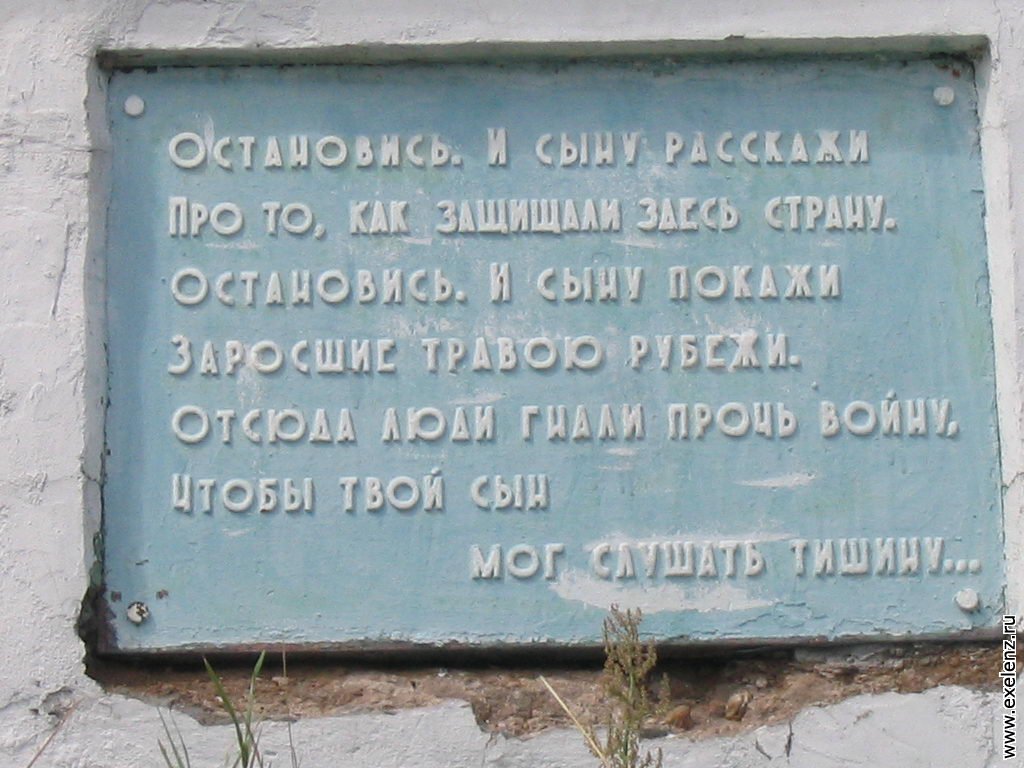 Остановись. И сыну расскажи
Про то, как защищали здесь страну.
Остановись. И сыну покажи
Заросшие травою рубежи.
Отсюда люди гнали прочь войну,
Чтобы твой сын
мог слушать тишину...
www.exelenz.ru